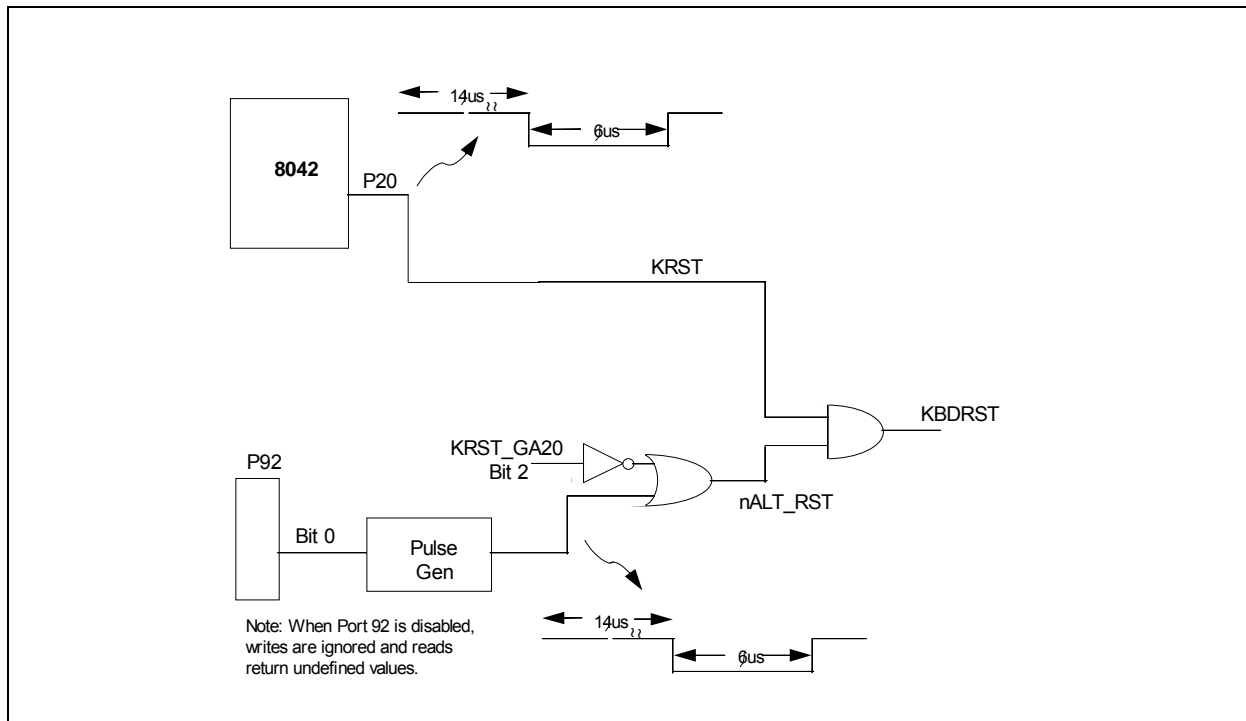 14us
6us
8042
P20
KRST
KBDRST
KRST_GA20
Bit 2
P92
nALT_RST
Bit 0
Pulse
Gen
14us
6us
Note: When Port 92 is disabled,
writes are ignored and reads
return undefined values.